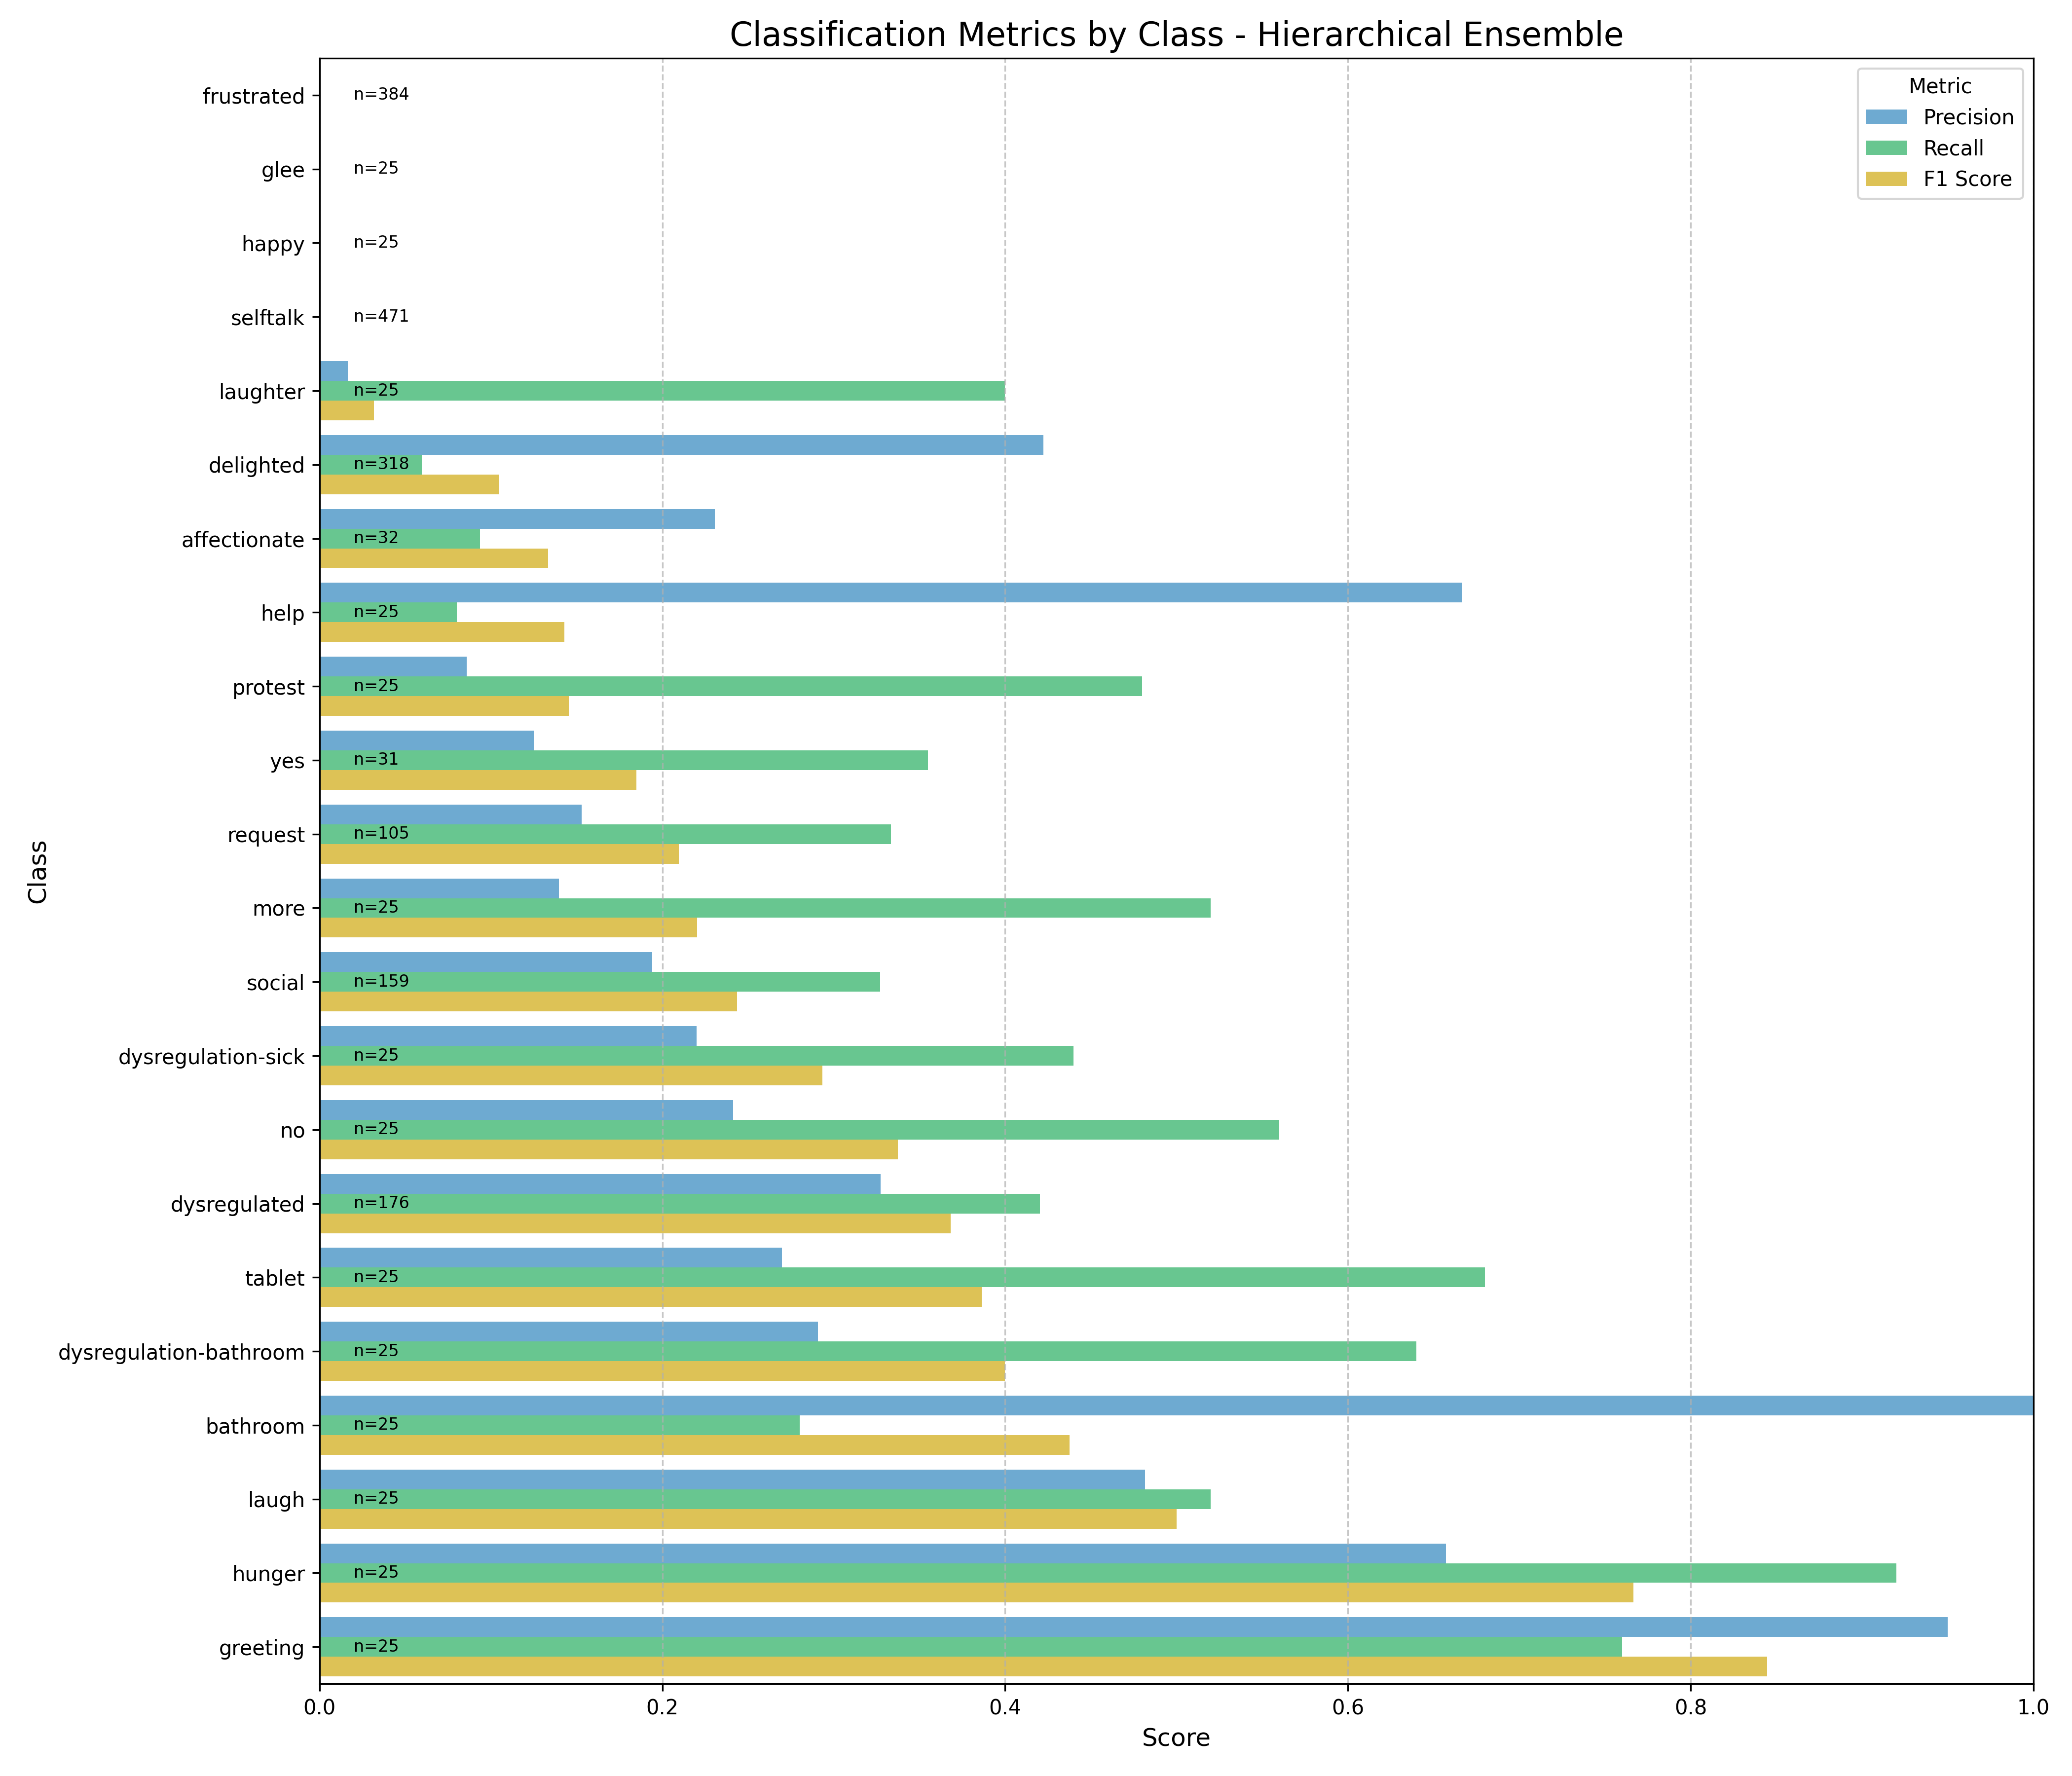 Classification Metrics by Class - Hierarchical Ensemble
Metric
Precision
Recall
F1 Score
Class
frustrated n=384
glee n=25
happy n=25
selftalk n=471
laughter n=25
delighted n=318
affectionate n=32
help n=25
protest n=25
yes n=31
request n=105
more n=25
social n=159
dysregulation-sick n=25
no n=25
dysregulated n=176
tablet n=25
dysregulation-bathroom n=25
bathroom n=25
laugh n=25
hunger n=25
greeting n=25
0.0 0.2 0.4 0.6 0.8 1.0
Score